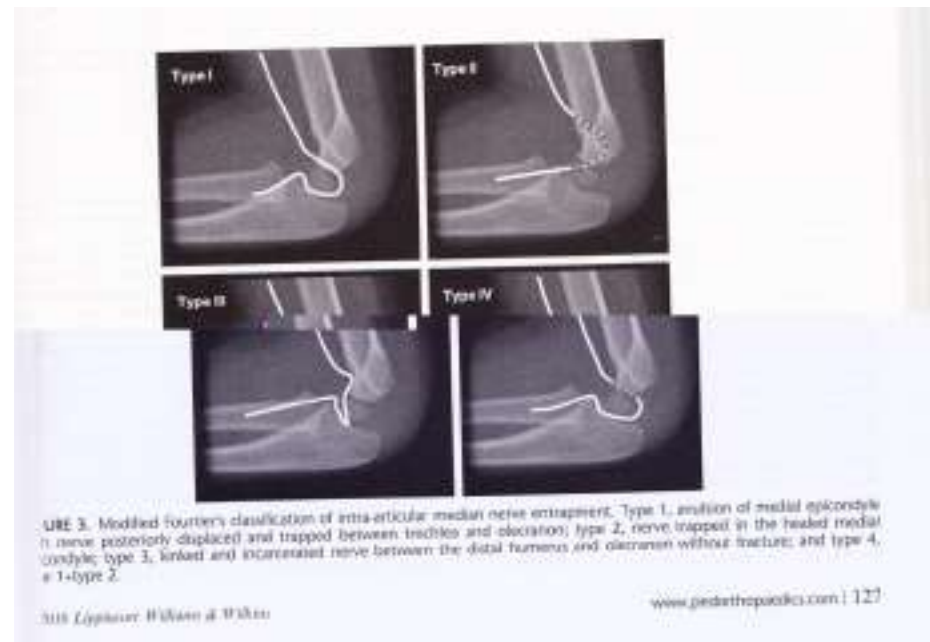 Type I
Type II
Type III
Type IV
URE 3. Modified Fourrier's classification of intra-articular median nerve entrapment. Type 1, avulsion of medial epicondyle
h nerve posteriorly displaced and trapped between trochlea and olecranon; type 2, nerve trapped in the healed medial
condyle; type 3, kinked and incarcerated nerve between the distal humerus and olecranon without fracture; and type 4,
e 1+type 2.
Lippincott Williams & Wilkins
www.pedorthopaedics.com | 127